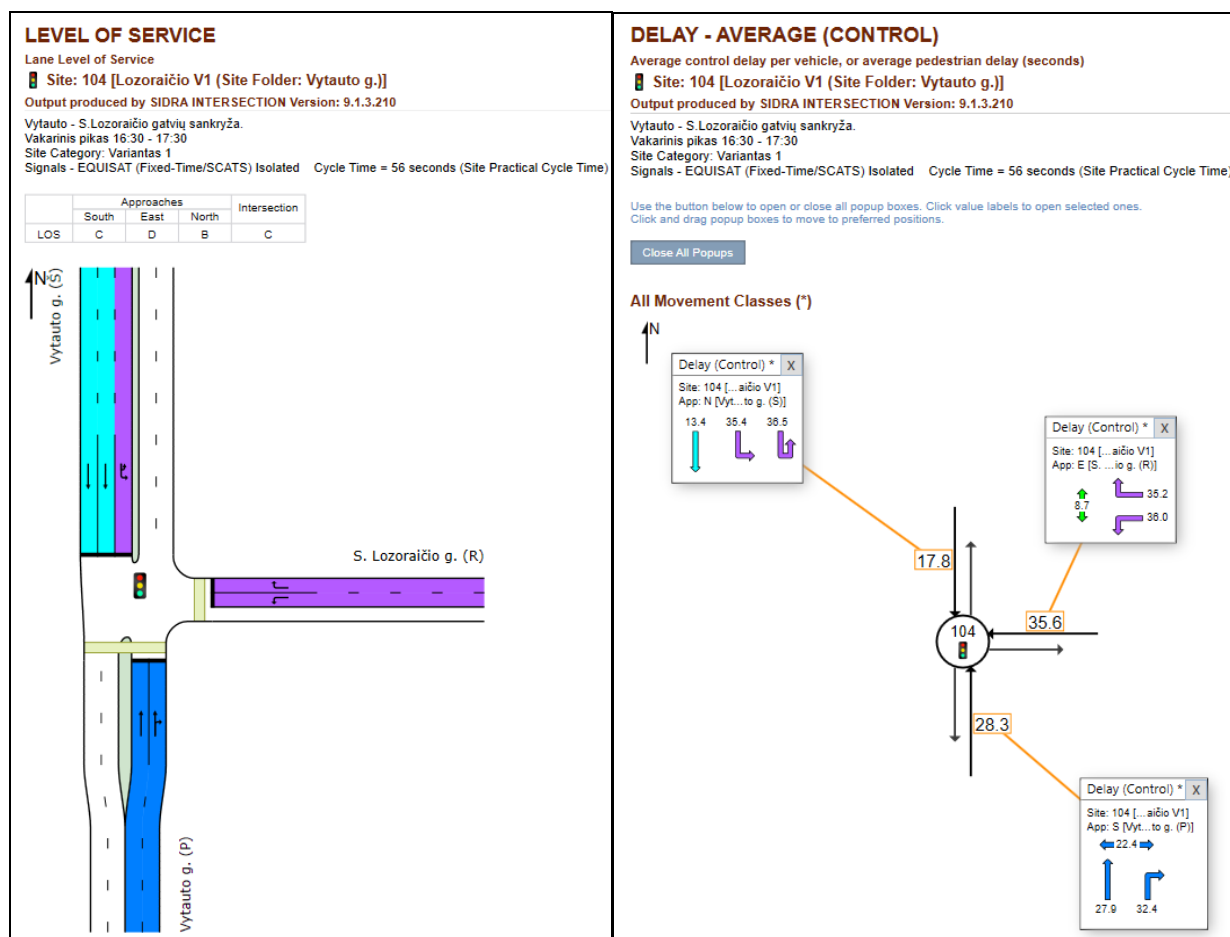 LEVEL OF SERVICE
Lane Level of Service
Site: 104 [Lozoraičio V1 (Site Folder: Vytauto g.)]
Output produced by SIDRA INTERSECTION Version: 9.1.3.210
Vytauto - S.Lozoraičio gatvių sankryža.
Vakarinis pikas 16:30 - 17:30
Site Category: Variantas 1
Signals - EQUISAT (Fixed-Time/SCATS) Isolated Cycle Time = 56 seconds (Site Practical Cycle Time)
Approaches Intersection
South East North
LOS C D B C
N
Vytauto g. (Š)
S. Lozoraičio g. (R)
Vytauto g. (P)
DELAY - AVERAGE (CONTROL)
Average control delay per vehicle, or average pedestrian delay (seconds)
Site: 104 [Lozoraičio V1 (Site Folder: Vytauto g.)]
Output produced by SIDRA INTERSECTION Version: 9.1.3.210
Vytauto - S.Lozoraičio gatvių sankryža.
Vakarinis pikas 16:30 - 17:30
Site Category: Variantas 1
Signals - EQUISAT (Fixed-Time/SCATS) Isolated Cycle Time = 56 seconds (Site Practical Cycle Time)
Use the button below to open or close all popup boxes. Click value labels to open selected ones.
Click and drag popup boxes to move to preferred positions.
Close All Popups
All Movement Classes (*)
N
Delay (Control) * X
Site: 104 [...aičio V1]
App: N [Vyt...to g. (Š)]
13.4 35.4 36.5
Delay (Control) * X
Site: 104 [...aičio V1]
App: E [S. ...io g. (R)]
8.7
35.2
36.0
17.8
104
35.6
28.3
Delay (Control) * X
Site: 104 [...aičio V1]
App: S [Vyt...to g. (P)]
22.4
27.9 32.4